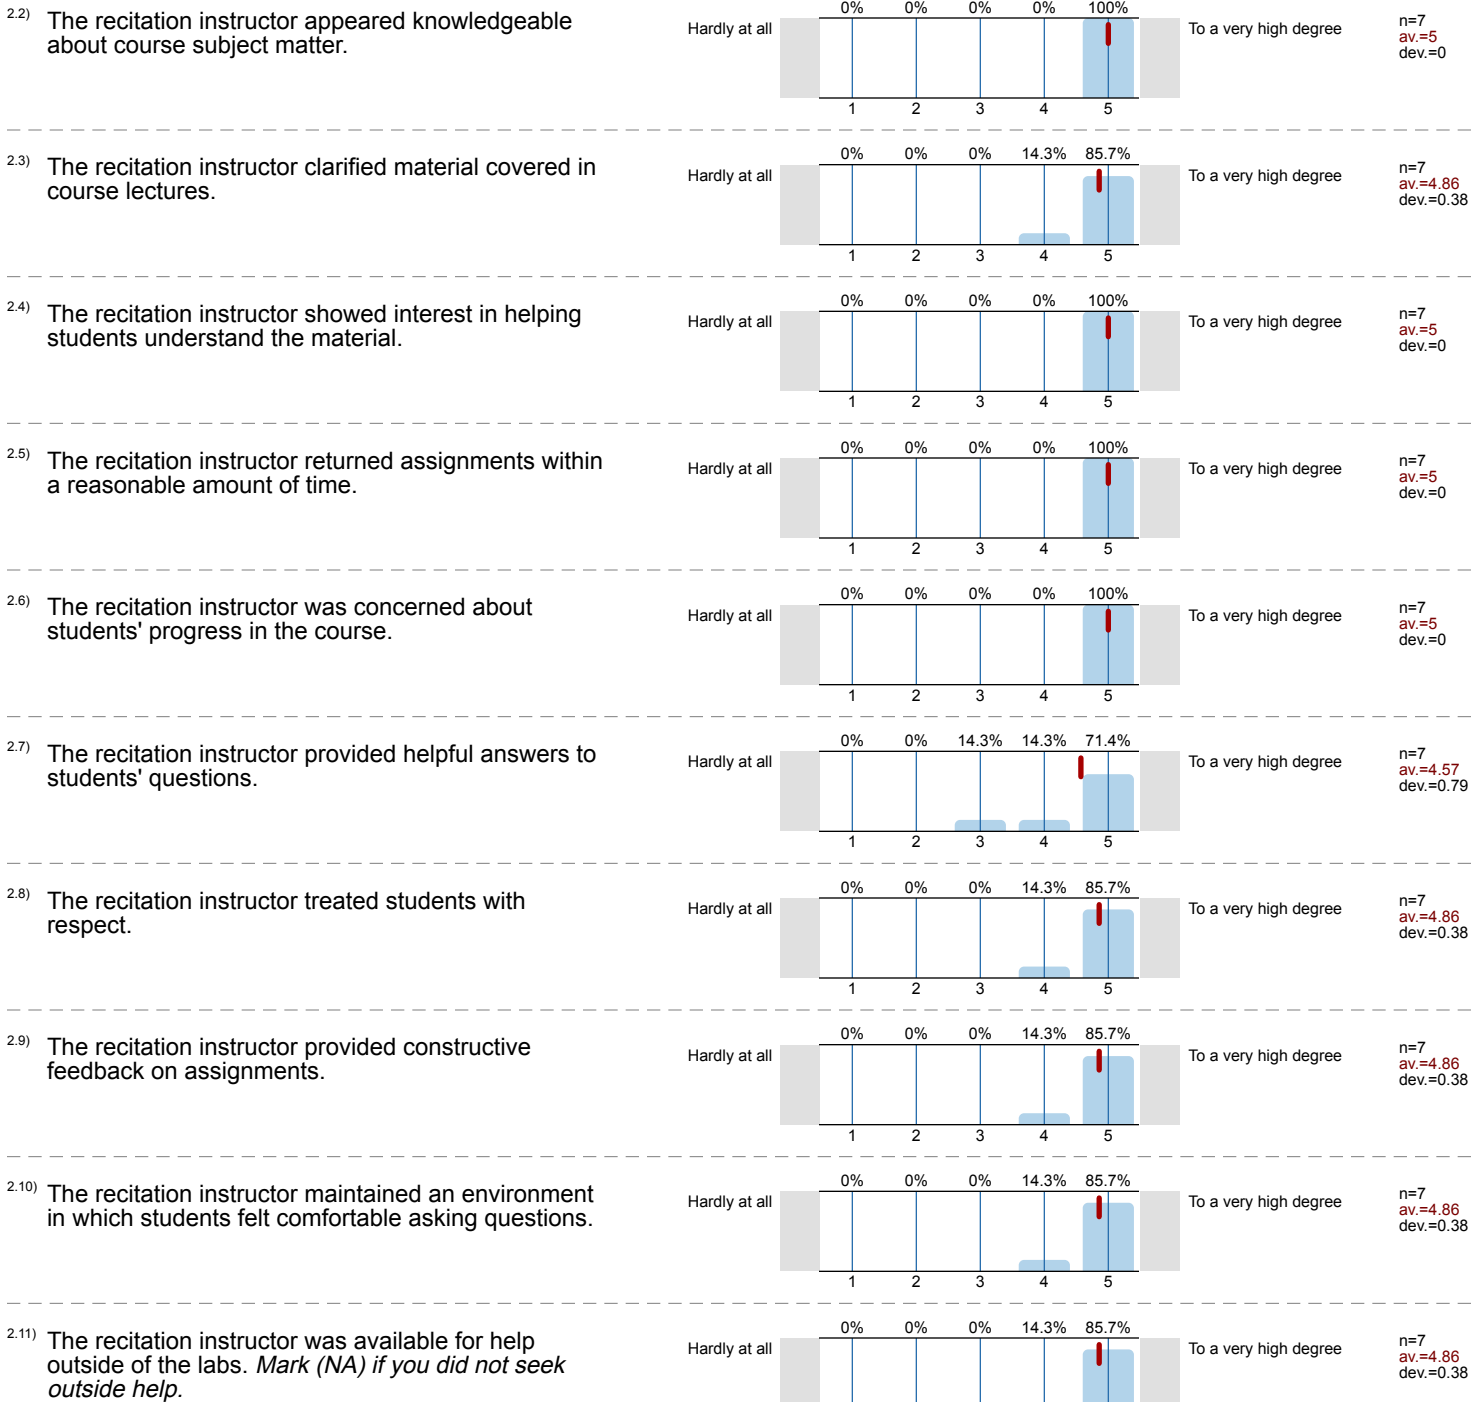 2.2) The recitation instructor appeared knowledgeable
about course subject matter.
Hardly at all
0% 0% 0% 0% 100%
1 2 3 4 5
To a very high degree
n=7
av.=5
dev.=0
2.3) The recitation instructor clarified material covered in
course lectures.
Hardly at all
0% 0% 0% 14.3% 85.7%
1 2 3 4 5
To a very high degree
n=7
av.=4.86
dev.=0.38
2.4) The recitation instructor showed interest in helping
students understand the material.
Hardly at all
0% 0% 0% 0% 100%
1 2 3 4 5
To a very high degree
n=7
av.=5
dev.=0
2.5) The recitation instructor returned assignments within
a reasonable amount of time.
Hardly at all
0% 0% 0% 0% 100%
1 2 3 4 5
To a very high degree
n=7
av.=5
dev.=0
2.6) The recitation instructor was concerned about
students' progress in the course.
Hardly at all
0% 0% 0% 0% 100%
1 2 3 4 5
To a very high degree
n=7
av.=5
dev.=0
2.7) The recitation instructor provided helpful answers to
students' questions.
Hardly at all
0% 0% 14.3% 14.3% 71.4%
1 2 3 4 5
To a very high degree
n=7
av.=4.57
dev.=0.79
2.8) The recitation instructor treated students with
respect.
Hardly at all
0% 0% 0% 14.3% 85.7%
1 2 3 4 5
To a very high degree
n=7
av.=4.86
dev.=0.38
2.9) The recitation instructor provided constructive
feedback on assignments.
Hardly at all
0% 0% 0% 14.3% 85.7%
1 2 3 4 5
To a very high degree
n=7
av.=4.86
dev.=0.38
2.10) The recitation instructor maintained an environment
in which students felt comfortable asking questions.
Hardly at all
0% 0% 0% 14.3% 85.7%
1 2 3 4 5
To a very high degree
n=7
av.=4.86
dev.=0.38
2.11) The recitation instructor was available for help
outside of the labs. Mark (NA) if you did not seek
outside help.
Hardly at all
0% 0% 0% 14.3% 85.7%
To a very high degree
n=7
av.=4.86
dev.=0.38